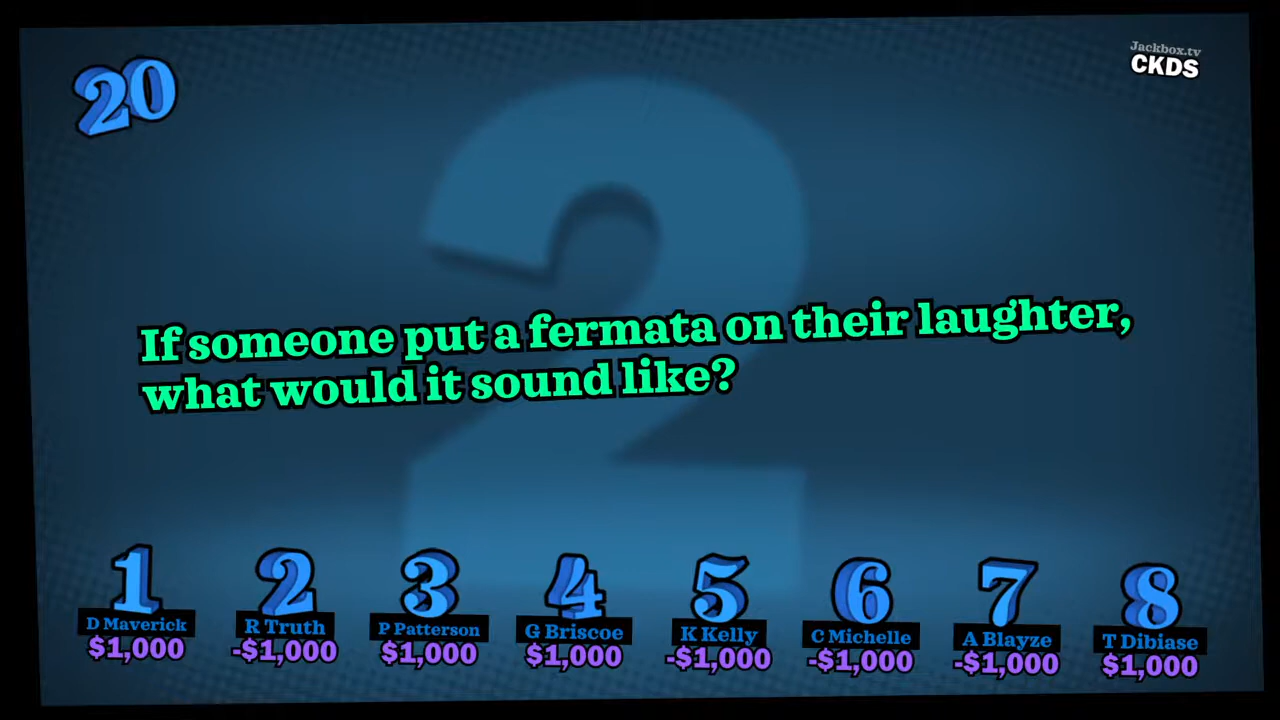 20
Jackbox.tv
CKDS
2
If someone put a fermata on their laughter,
what would it sound like?
1 2 3 4 5 6 7 8
D Maverick R Truth P Patterson G Briscoe K Kelly C Michelle A Blayze T Dibiase
$1,000 -$1,000 $1,000 $1,000 -$1,000 -$1,000 -$1,000 $1,000